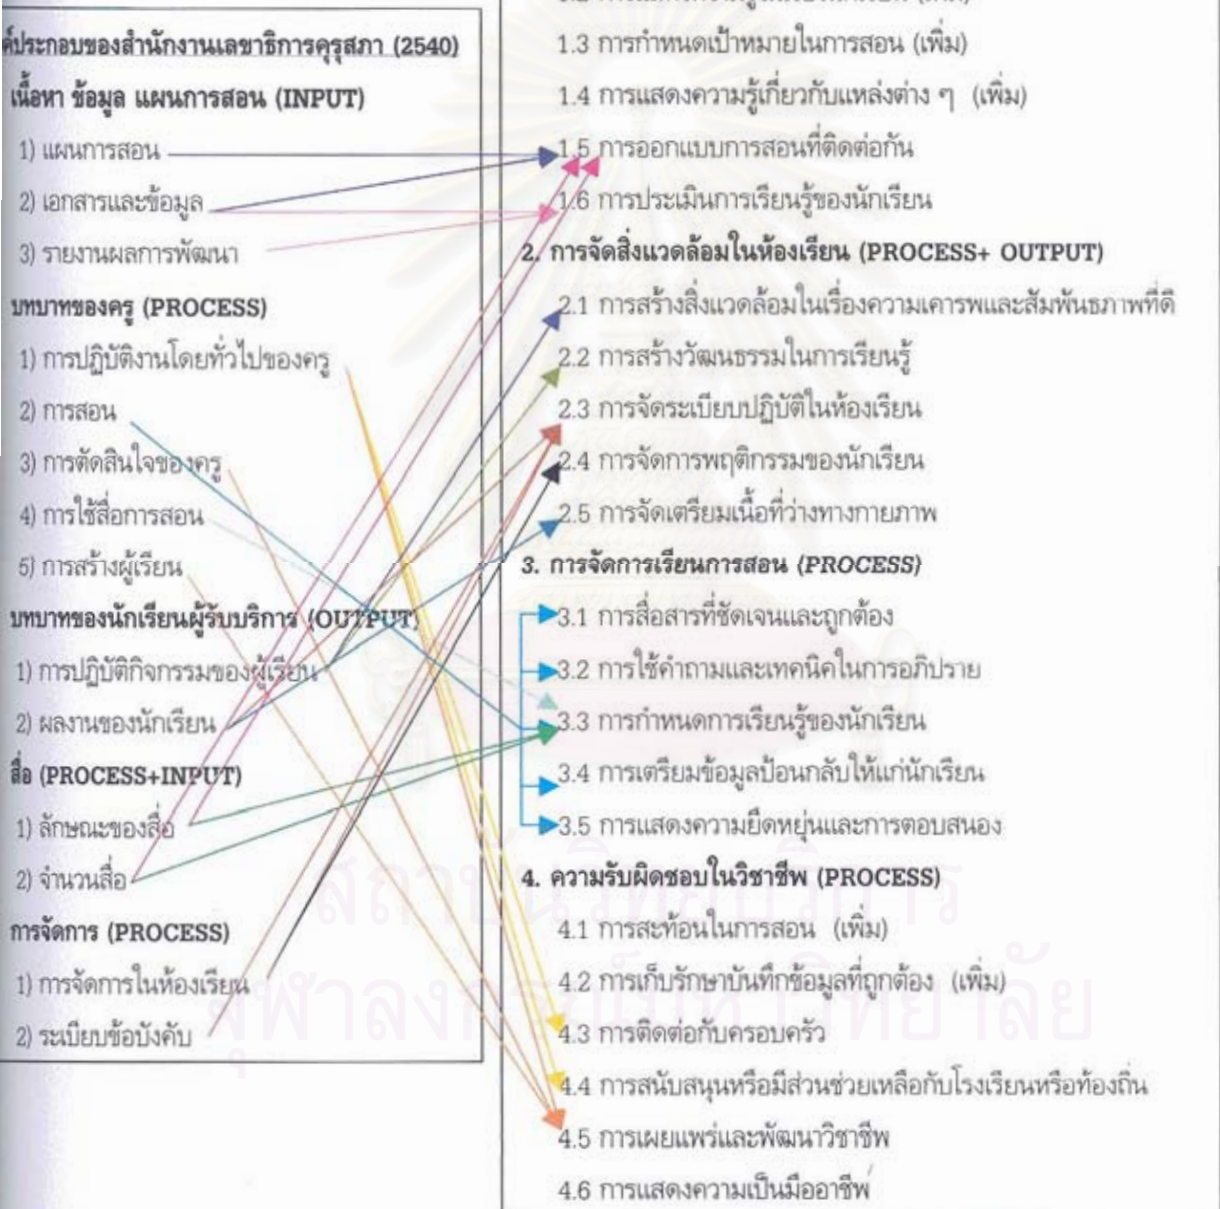 ค์ประกอบของสำนักงานเลขาธิการคุรุสภา (2540)
เนื้อหา ข้อมูล แผนการสอน (INPUT)
1) แผนการสอน
2) เอกสารและข้อมูล
3) รายงานผลการพัฒนา
บทบาทของครู (PROCESS)
1) การปฏิบัติงานโดยทั่วไปของครู
2) การสอน
3) การตัดสินใจของครู
4) การใช้สื่อการสอน
5) การสร้างผู้เรียน
บทบาทของนักเรียนผู้รับบริการ (OUTPUT)
1) การปฏิบัติกิจกรรมของผู้เรียน
2) ผลงานของนักเรียน
สื่อ (PROCESS+INPUT)
1) ลักษณะของสื่อ
2) จำนวนสื่อ
การจัดการ (PROCESS)
1) การจัดการในห้องเรียน
2) ระเบียบข้อบังคับ
1.3 การกำหนดเป้าหมายในการสอน (เพิ่ม)
1.4 การแสดงความรู้เกี่ยวกับแหล่งต่าง ๆ (เพิ่ม)
1.5 การออกแบบการสอนที่ติดต่อกัน
1.6 การประเมินการเรียนรู้ของนักเรียน
2. การจัดสิ่งแวดล้อมในห้องเรียน (PROCESS+ OUTPUT)
2.1 การสร้างสิ่งแวดล้อมในเรื่องความเคารพและสัมพันธภาพที่ดี
2.2 การสร้างวัฒนธรรมในการเรียนรู้
2.3 การจัดระเบียบปฏิบัติในห้องเรียน
2.4 การจัดการพฤติกรรมของนักเรียน
2.5 การจัดเตรียมเนื้อที่ว่างทางกายภาพ
3. การจัดการเรียนการสอน (PROCESS)
3.1 การสื่อสารที่ชัดเจนและถูกต้อง
3.2 การใช้คำถามและเทคนิคในการอภิปราย
3.3 การกำหนดการเรียนรู้ของนักเรียน
3.4 การเตรียมข้อมูลป้อนกลับให้แก่นักเรียน
3.5 การแสดงความยืดหยุ่นและการตอบสนอง
4. ความรับผิดชอบในวิชาชีพ (PROCESS)
4.1 การสะท้อนในการสอน (เพิ่ม)
4.2 การเก็บรักษาบันทึกข้อมูลที่ถูกต้อง (เพิ่ม)
4.3 การติดต่อกับครอบครัว
4.4 การสนับสนุนหรือมีส่วนช่วยเหลือกับโรงเรียนหรือท้องถิ่น
4.5 การเผยแพร่และพัฒนาวิชาชีพ
4.6 การแสดงความเป็นมืออาชีพ
สถาบันวิทยบริการ
จุฬาลงกรณ์มหาวิทยาลัย